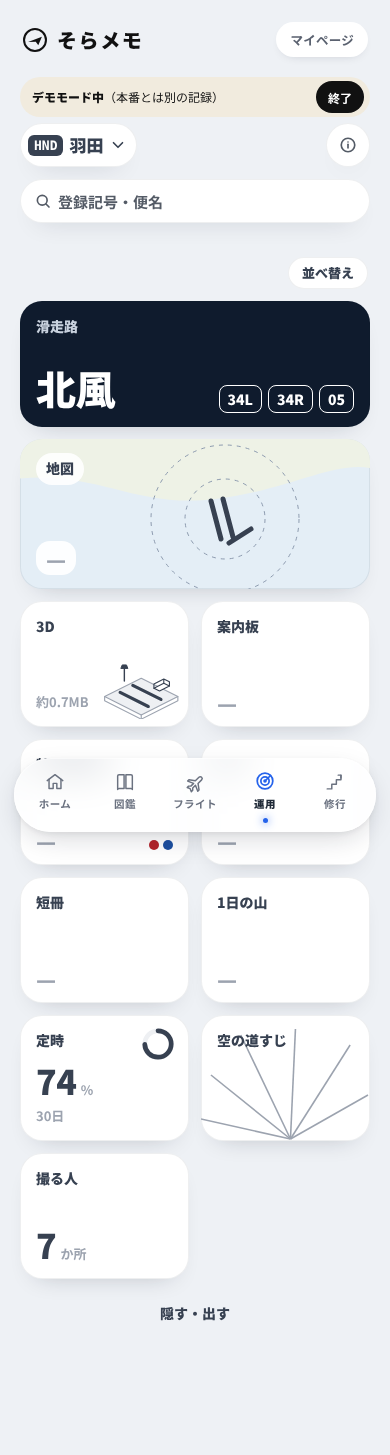 そらメモ
マイページ
デモモード中（本番とは別の記録）
終了
HND 羽田
登録記号・便名
並べ替え
滑走路
北風
34L 34R 05
地図
—
3D
約0.7MB
案内板
—
ホーム
図鑑
フライト
運用
修行
—
—
短冊
—
1日の山
—
定時
74 %
30日
空の道すじ
撮る人
7 か所
隠す・出す